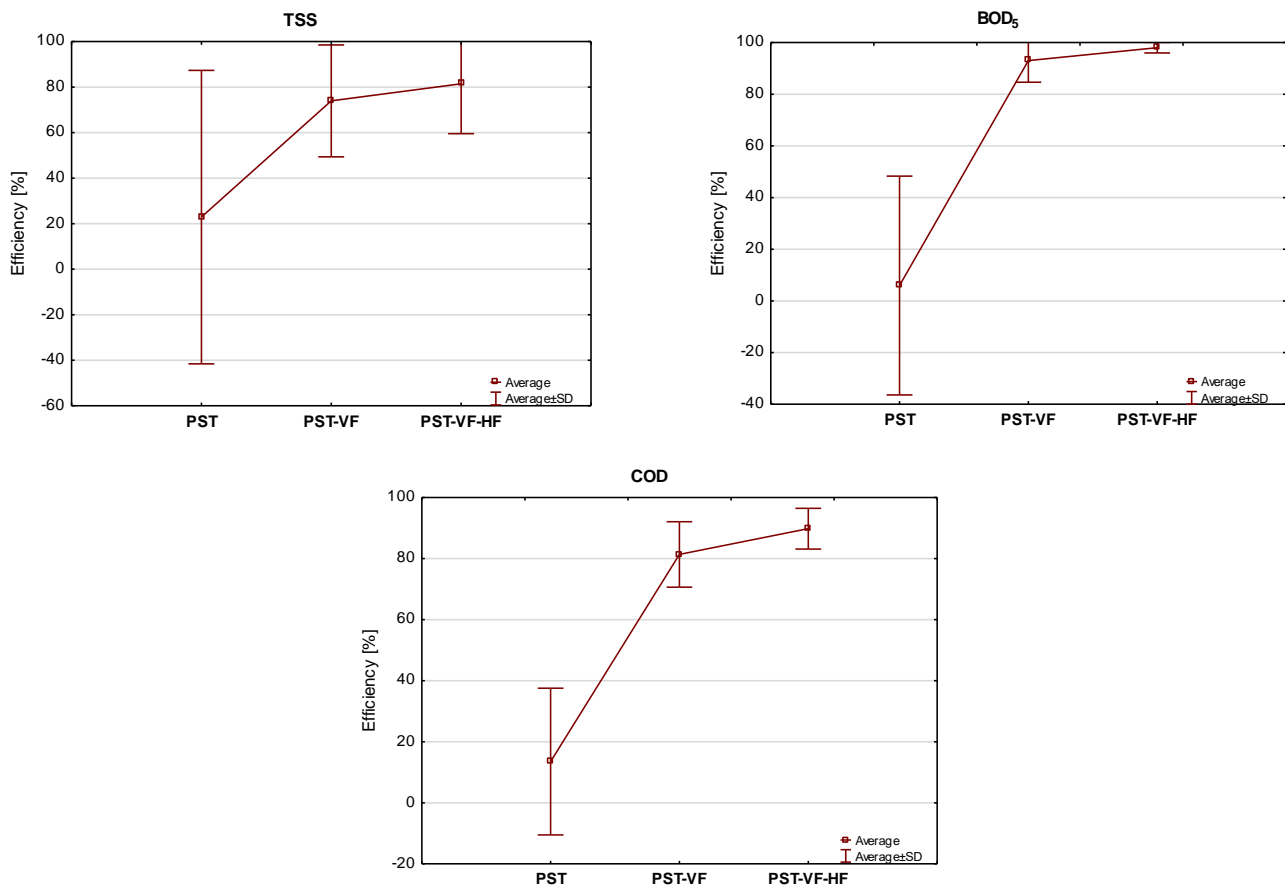 TSS
Efficiency [%]
100
80
60
40
20
0
-20
-40
-60
PST
PST-VF
PST-VF-HF
Average
Average±SD
BOD₅
Efficiency [%]
100
80
60
40
20
0
-20
-40
PST
PST-VF
PST-VF-HF
Average
Average±SD
COD
Efficiency [%]
100
80
60
40
20
0
-20
PST
PST-VF
PST-VF-HF
Average
Average±SD